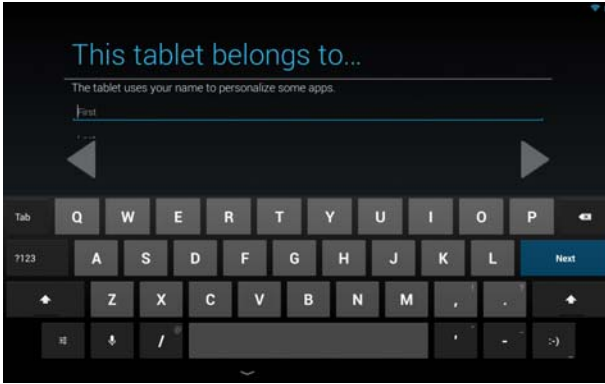 This tablet belongs to...
The tablet uses your name to personalize some apps.
First
Tab Q W E R T Y U I O P
?123 A S D F G H J K L Next
Z X C V B N M , ! . ?
/ @ ' - :-)